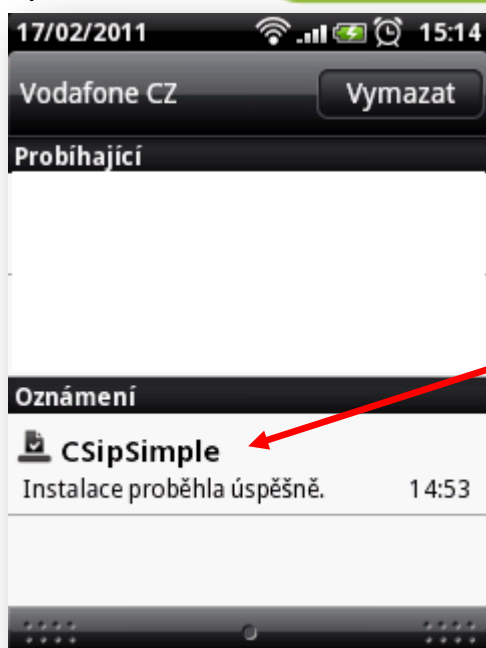 17/02/2011 15:14
Vodafone CZ Vymazat
Probíhající
Oznámení
CSipSimple
Instalace proběhla úspěšně. 14:53